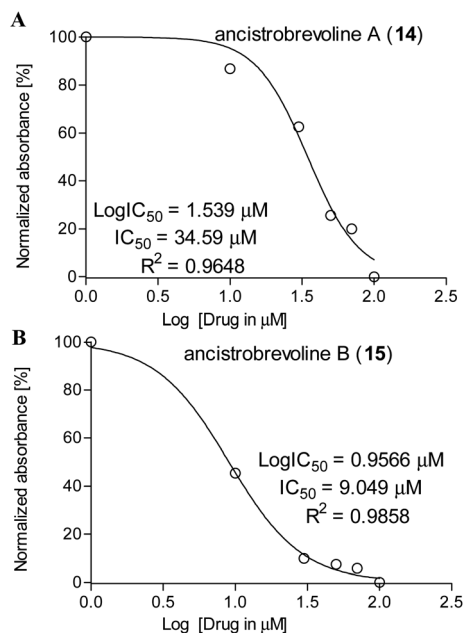 A
ancistrobrevoline A (14)
Normalized absorbance [%]
100
80
60
40
20
0
LogIC50 = 1.539 μM
IC50 = 34.59 μM
R2 = 0.9648
0.0 0.5 1.0 1.5 2.0 2.5
Log [Drug in μM]
B
ancistrobrevoline B (15)
Normalized absorbance [%]
100
80
60
40
20
0
LogIC50 = 0.9566 μM
IC50 = 9.049 μM
R2 = 0.9858
0.0 0.5 1.0 1.5 2.0 2.5
Log [Drug in μM]